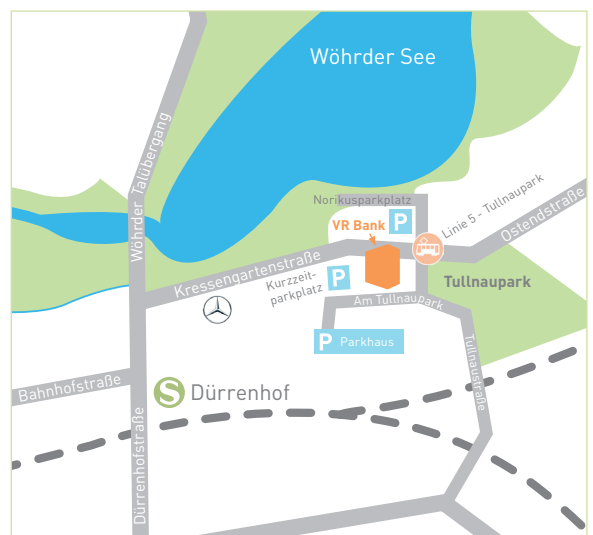 Wöhrder See
Wöhrder Talübergang
Norikusparkplatz
P
VR Bank
Linie 5 - Tullnaupark
Ostendstraße
Kressengartenstraße
Kurzzeit-
parkplatz
P
Tullnaupark
Am Tullnaupark
P Parkhaus
Tullnaustraße
Bahnhofstraße
S Dürrenhof
Dürrenhofstraße